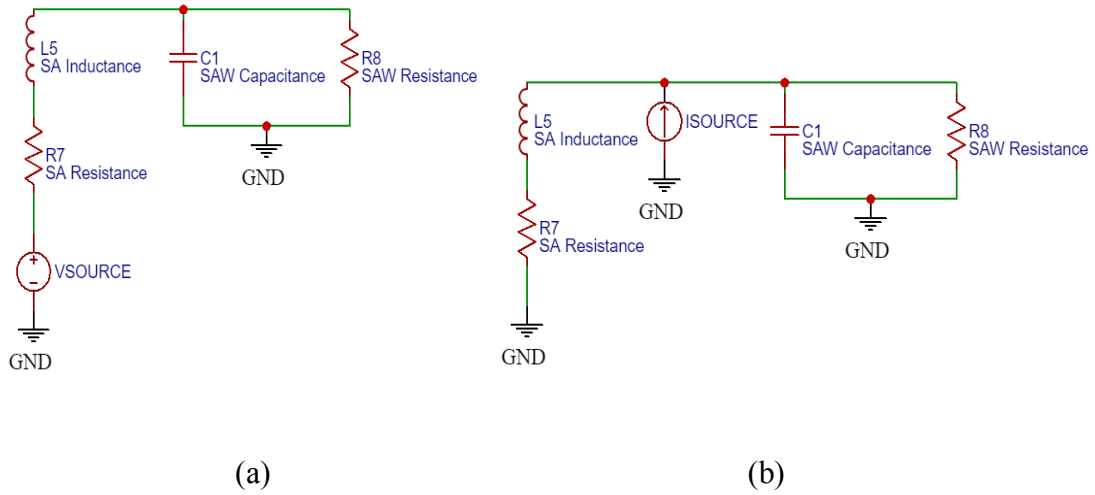 L5
SA Inductance
C1
SAW Capacitance
R8
SAW Resistance
R7
SA Resistance
GND
VSOURCE
GND
L5
SA Inductance
ISOURCE
C1
SAW Capacitance
R8
SAW Resistance
GND
R7
SA Resistance
GND
GND
(a)
(b)